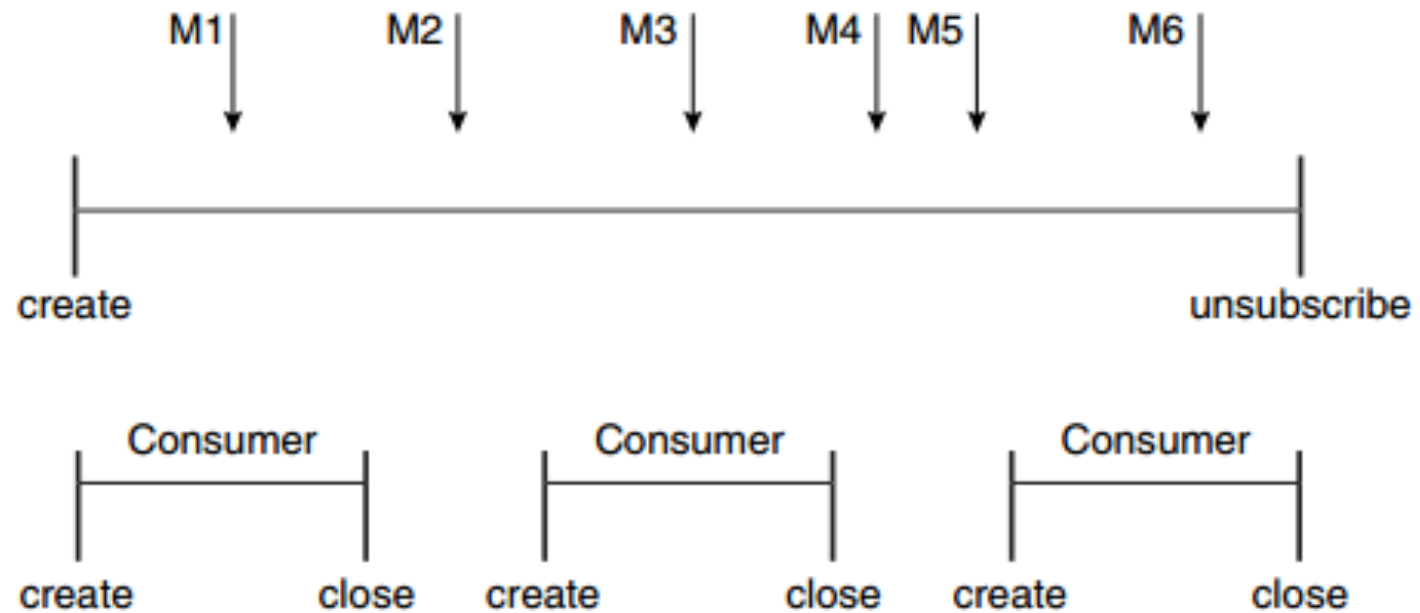 M1 M2 M3 M4 M5 M6
create unsubscribe
Consumer Consumer Consumer
create close create close create close